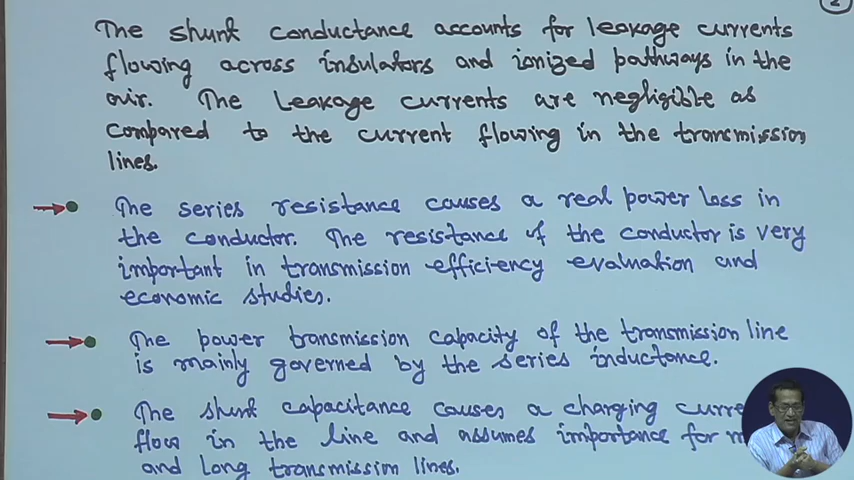 2
The shunt conductance accounts for leakage currents
flowing across insulators and ionized pathways in the
air. The Leakage currents are negligible as
compared to the current flowing in the transmission
lines.
The series resistance causes a real power loss in
the conductor. The resistance of the conductor is very
important in transmission efficiency evaluation and
economic studies.
The power transmission capacity of the transmission line
is mainly governed by the series inductance.
The shunt capacitance causes a charging
flow in the line and assumes importance for
and long transmission lines.